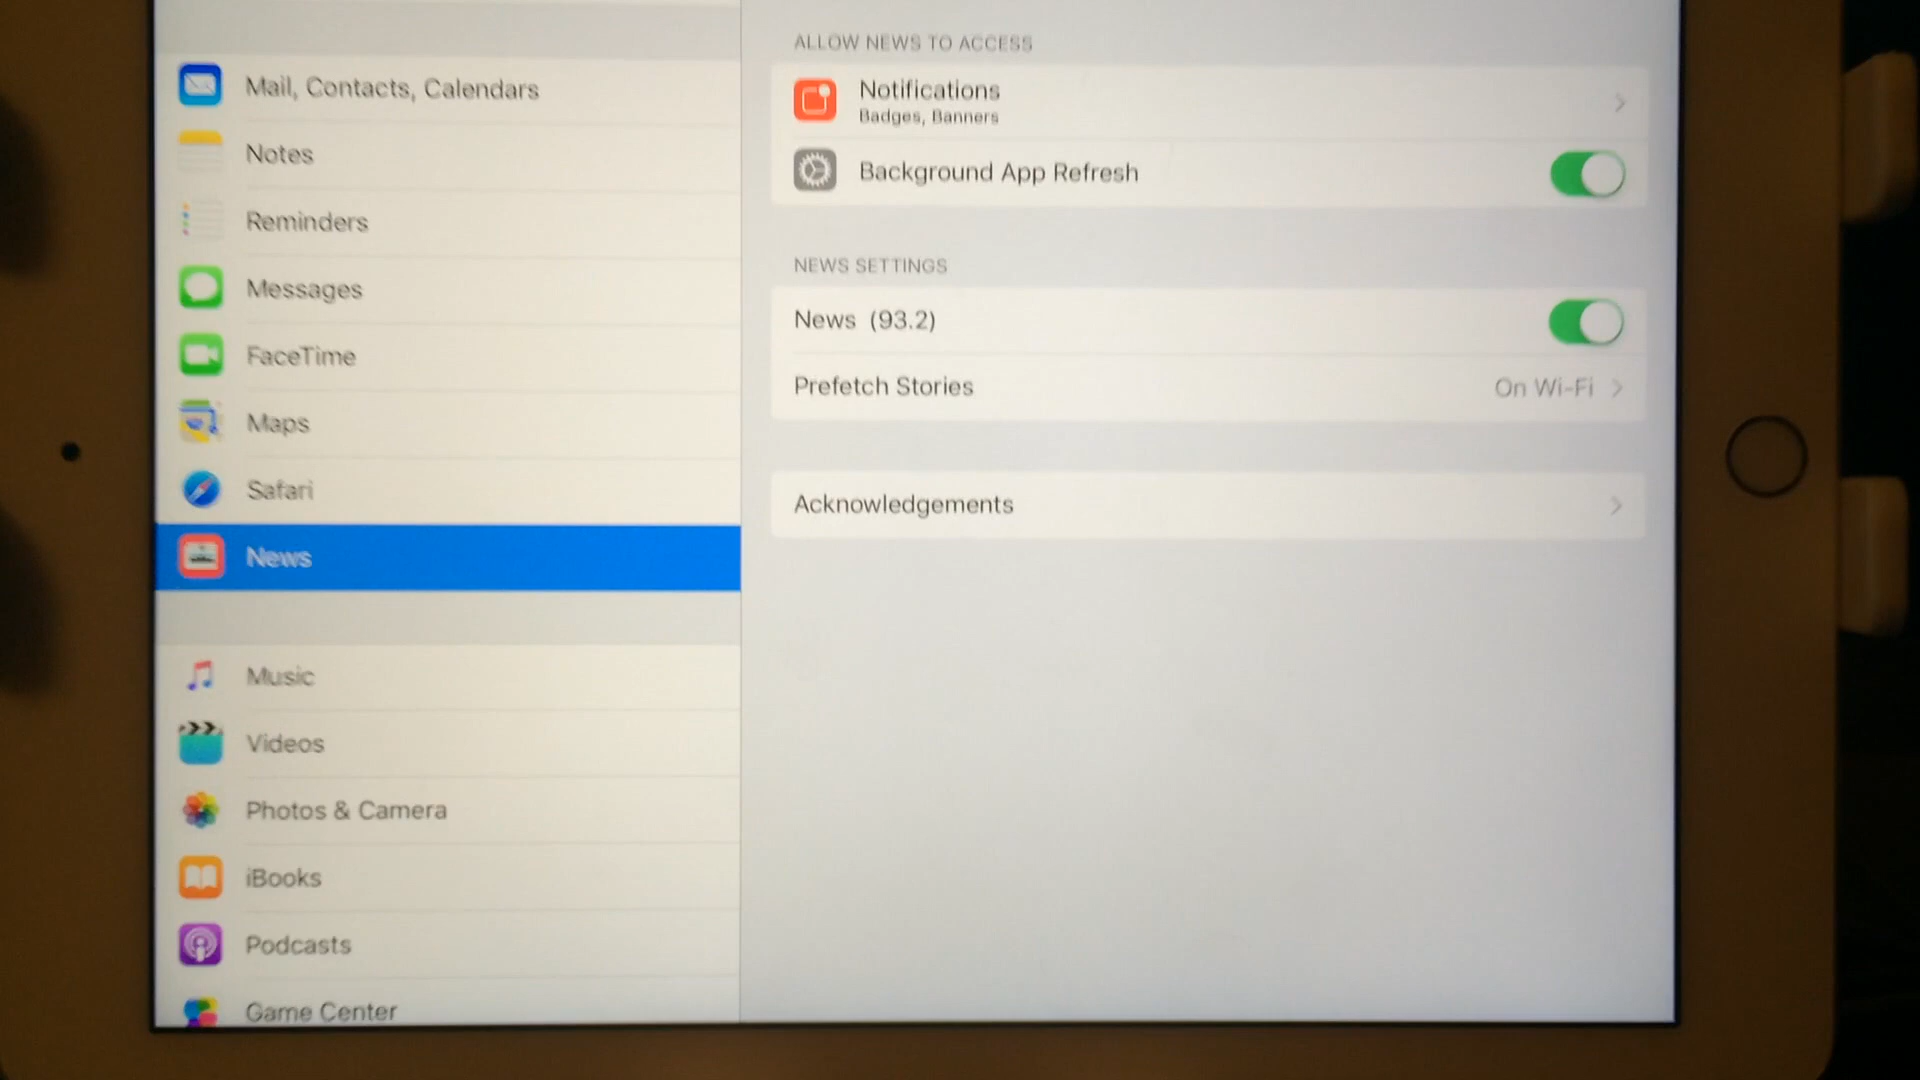 Mail, Contacts, Calendars
Notes
Reminders
Messages
FaceTime
Maps
Safari
News
Music
Videos
Photos & Camera
iBooks
Podcasts
Game Center
ALLOW NEWS TO ACCESS
Notifications
Badges, Banners
Background App Refresh
NEWS SETTINGS
News (93.2)
Prefetch Stories On Wi-Fi
Acknowledgements